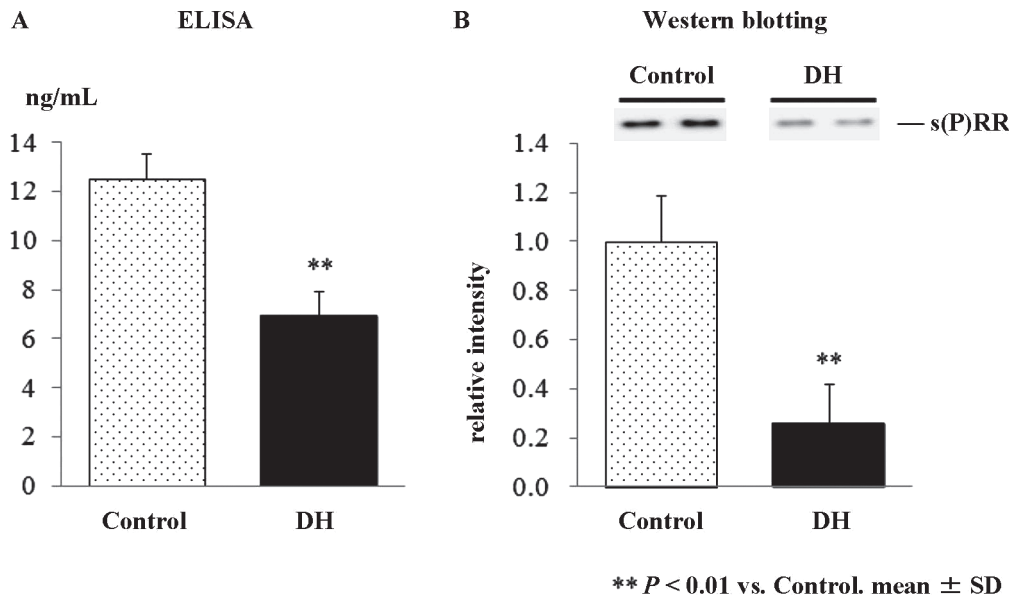 A ELISA
ng/mL
14
12
10
8
6
4
2
0
**
Control DH
B Western blotting
Control DH
s(P)RR
relative intensity
1.4
1.2
1.0
0.8
0.6
0.4
0.2
0.0
**
Control DH
** P < 0.01 vs. Control. mean ± SD